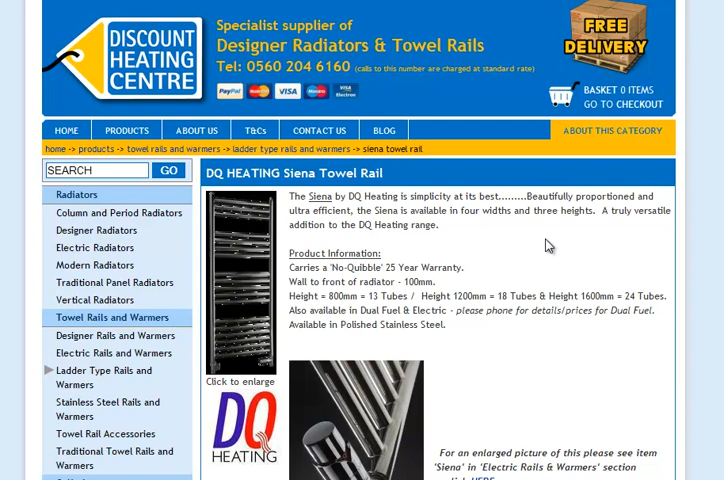 DISCOUNT
HEATING
CENTRE
Specialist supplier of
Designer Radiators & Towel Rails
Tel: 0560 204 6160 (calls to this number are charged at standard rate)
PayPal MasterCard VISA Maestro VISA Electron
FREE
DELIVERY
BASKET 0 ITEMS
GO TO CHECKOUT
HOME PRODUCTS ABOUT US T&Cs CONTACT US BLOG ABOUT THIS CATEGORY
home -> products -> towel rails and warmers -> ladder type rails and warmers -> siena towel rail
SEARCH GO
Radiators
Column and Period Radiators
Designer Radiators
Electric Radiators
Modern Radiators
Traditional Panel Radiators
Vertical Radiators
Towel Rails and Warmers
Designer Rails and Warmers
Electric Rails and Warmers
Ladder Type Rails and
Warmers
Stainless Steel Rails and
Warmers
Towel Rail Accessories
Traditional Towel Rails and
Warmers
DQ HEATING Siena Towel Rail
The Siena by DQ Heating is simplicity at its best.........Beautifully proportioned and
ultra efficient, the Siena is available in four widths and three heights. A truly versatile
addition to the DQ Heating range.
Product Information:
Carries a 'No-Quibble' 25 Year Warranty.
Wall to front of radiator - 100mm.
Height = 800mm = 13 Tubes / Height 1200mm = 18 Tubes & Height 1600mm = 24 Tubes.
Also available in Dual Fuel & Electric - please phone for details/prices for Dual Fuel.
Available in Polished Stainless Steel.
Click to enlarge
DQ
HEATING
For an enlarged picture of this please see item
'Siena' in 'Electric Rails & Warmers' section
click HERE